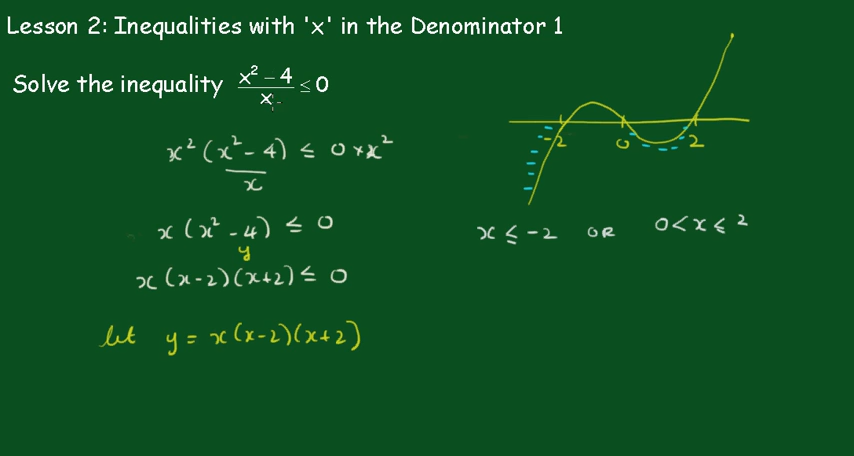 Lesson 2: Inequalities with 'x' in the Denominator 1
Solve the inequality (x² - 4)/x ≤ 0
x²(x² - 4)/x ≤ 0 × x²
x(x² - 4) ≤ 0
y
x(x-2)(x+2) ≤ 0
let y = x(x-2)(x+2)
-2 0 2
x ≤ -2 OR 0 < x ≤ 2